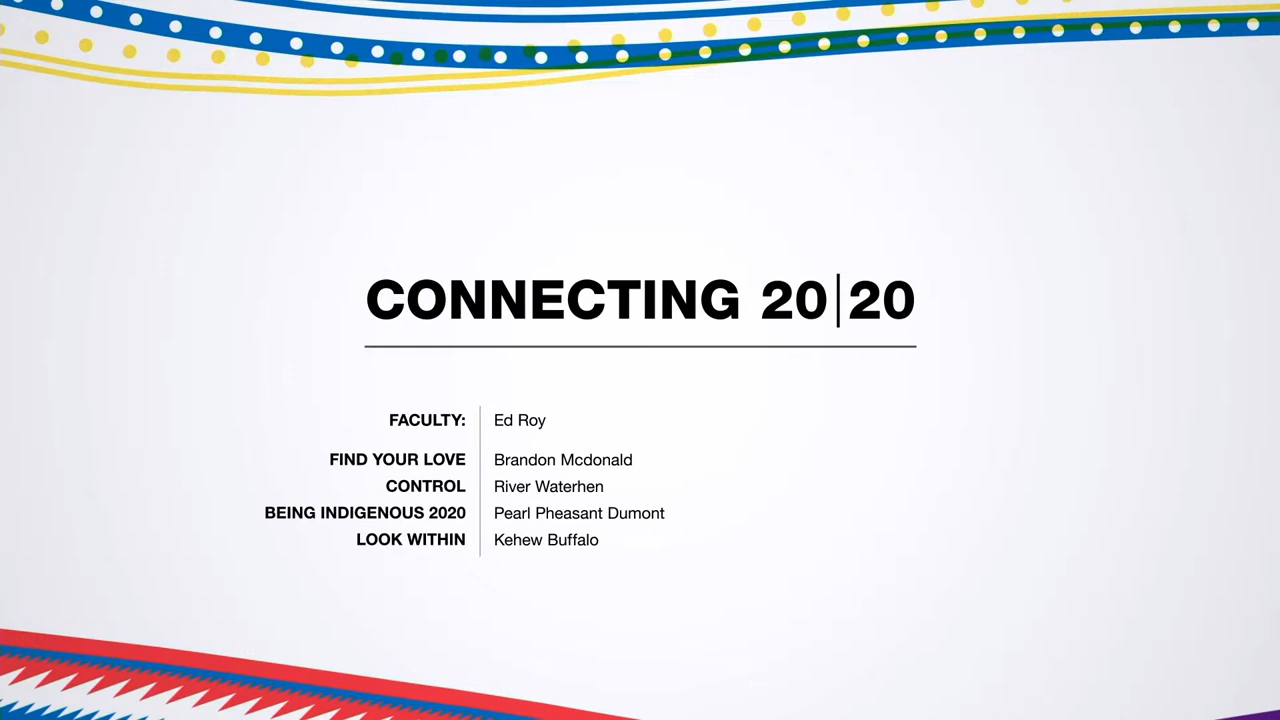 CONNECTING 20|20
FACULTY: Ed Roy
FIND YOUR LOVE Brandon Mcdonald
CONTROL River Waterhen
BEING INDIGENOUS 2020 Pearl Pheasant Dumont
LOOK WITHIN Kehew Buffalo